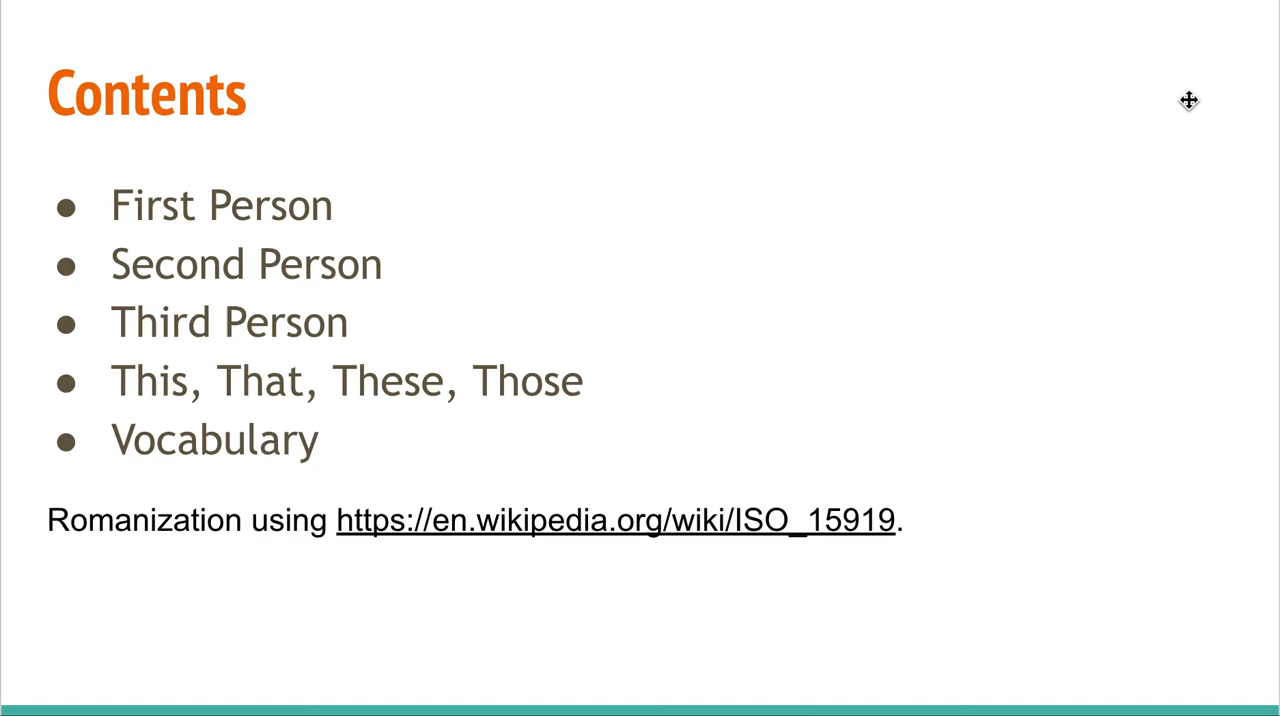 Contents
● First Person
● Second Person
● Third Person
● This, That, These, Those
● Vocabulary
Romanization using https://en.wikipedia.org/wiki/ISO_15919.